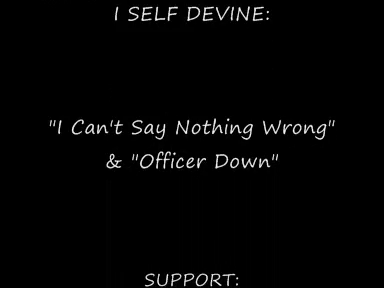 I SELF DEVINE:
"I Can't Say Nothing Wrong"
& "Officer Down"
SUPPORT: